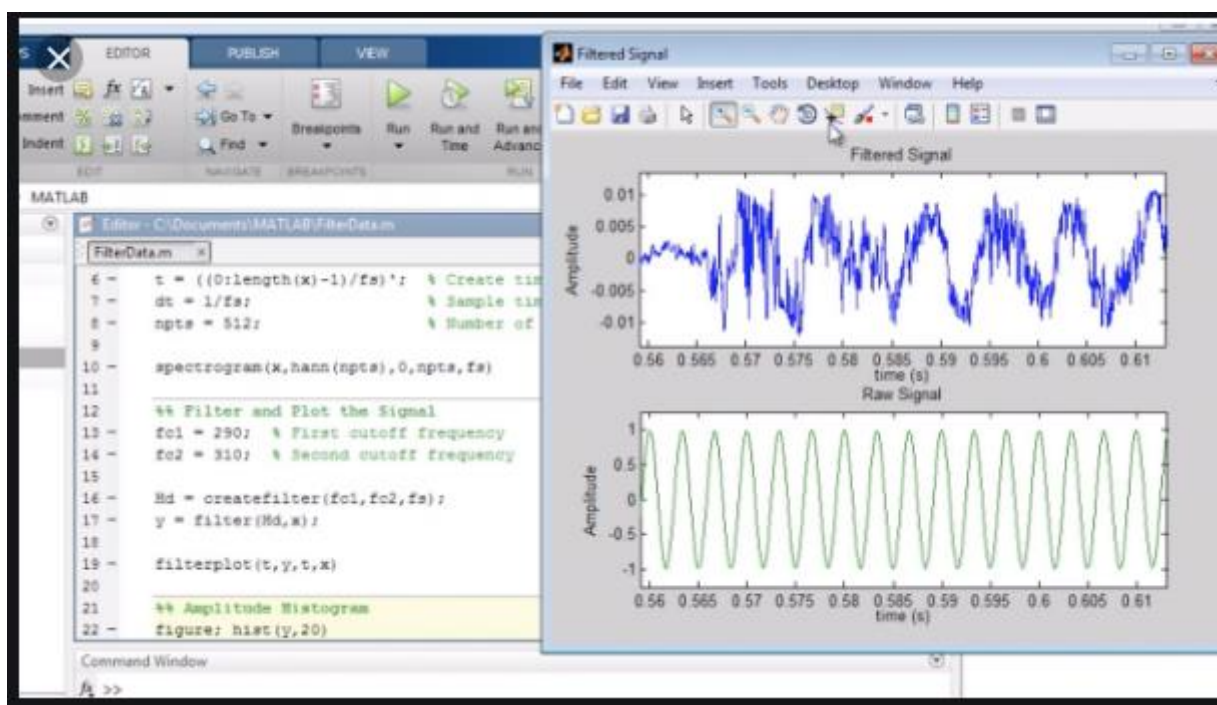 EDITOR PUBLISH VIEW
Insert fx
Go To
Find
Breakpoints
Run
Run and
Time
Run and
Advanc
Indent
EDIT NAVIGATE BREAKPOINTS RUN
MATLAB
Editor - C:\Documents\MATLAB\FilterData.m
FilterData.m ×
6 - t = ((0:length(x)-1)/fs)'; % Create tim
7 - dt = 1/fs; % Sample tim
8 - npts = 512; % Number of
9
10 - spectrogram(x,hann(npts),0,npts,fs)
11
12 %% Filter and Plot the Signal
13 - fc1 = 290; % First cutoff frequency
14 - fc2 = 310; % Second cutoff frequency
15
16 - Hd = createfilter(fc1,fc2,fs);
17 - y = filter(Hd,x);
18
19 - filterplot(t,y,t,x)
20
21 %% Amplitude Histogram
22 - figure; hist(y,20)
Command Window
fx >>
Filtered Signal
File Edit View Insert Tools Desktop Window Help
Filtered Signal
Amplitude
0.01
0.005
0
-0.005
-0.01
0.56 0.565 0.57 0.575 0.58 0.585 0.59 0.595 0.6 0.605 0.61
time (s)
Raw Signal
Amplitude
1
0.5
0
-0.5
-1
0.56 0.565 0.57 0.575 0.58 0.585 0.59 0.595 0.6 0.605 0.61
time (s)